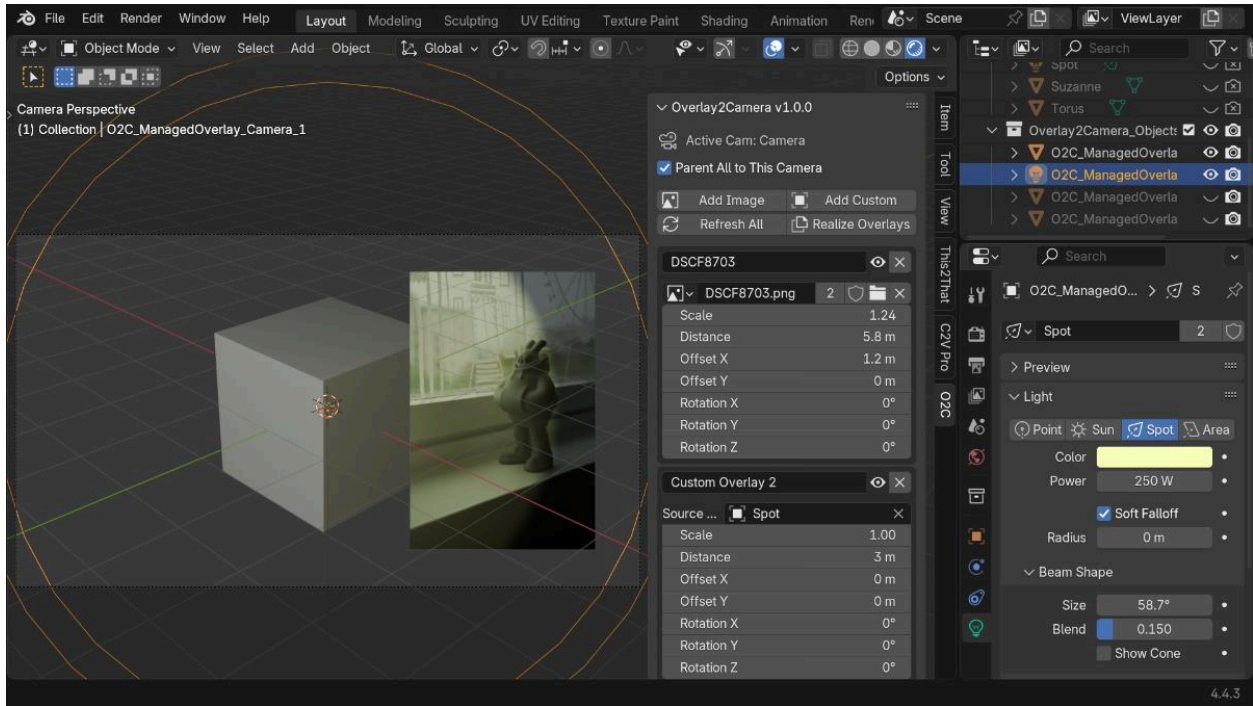 File Edit Render Window Help Layout Modeling Sculpting UV Editing Texture Paint Shading Animation Ren Scene ViewLayer
Object Mode View Select Add Object Global Search
Options
Camera Perspective
(1) Collection | O2C_ManagedOverlay_Camera_1
Overlay2Camera v1.0.0
Active Cam: Camera
Parent All to This Camera
Add Image Add Custom
Refresh All Realize Overlays
DSCF8703
DSCF8703.png 2
Scale 1.24
Distance 5.8 m
Offset X 1.2 m
Offset Y 0 m
Rotation X 0°
Rotation Y 0°
Rotation Z 0°
Custom Overlay 2
Source ... Spot
Scale 1.00
Distance 3 m
Offset X 0 m
Offset Y 0 m
Rotation X 0°
Rotation Y 0°
Rotation Z 0°
Item
Tool
View
This2That
C2V Pro
O2C
Spot
Suzanne
Torus
Overlay2Camera_Objects
O2C_ManagedOverla
O2C_ManagedOverla
O2C_ManagedOverla
O2C_ManagedOverla
Search
O2C_ManagedO... > S
Spot 2
Preview
Light
Point Sun Spot Area
Color
Power 250 W
Soft Falloff
Radius 0 m
Beam Shape
Size 58.7°
Blend 0.150
Show Cone
4.4.3